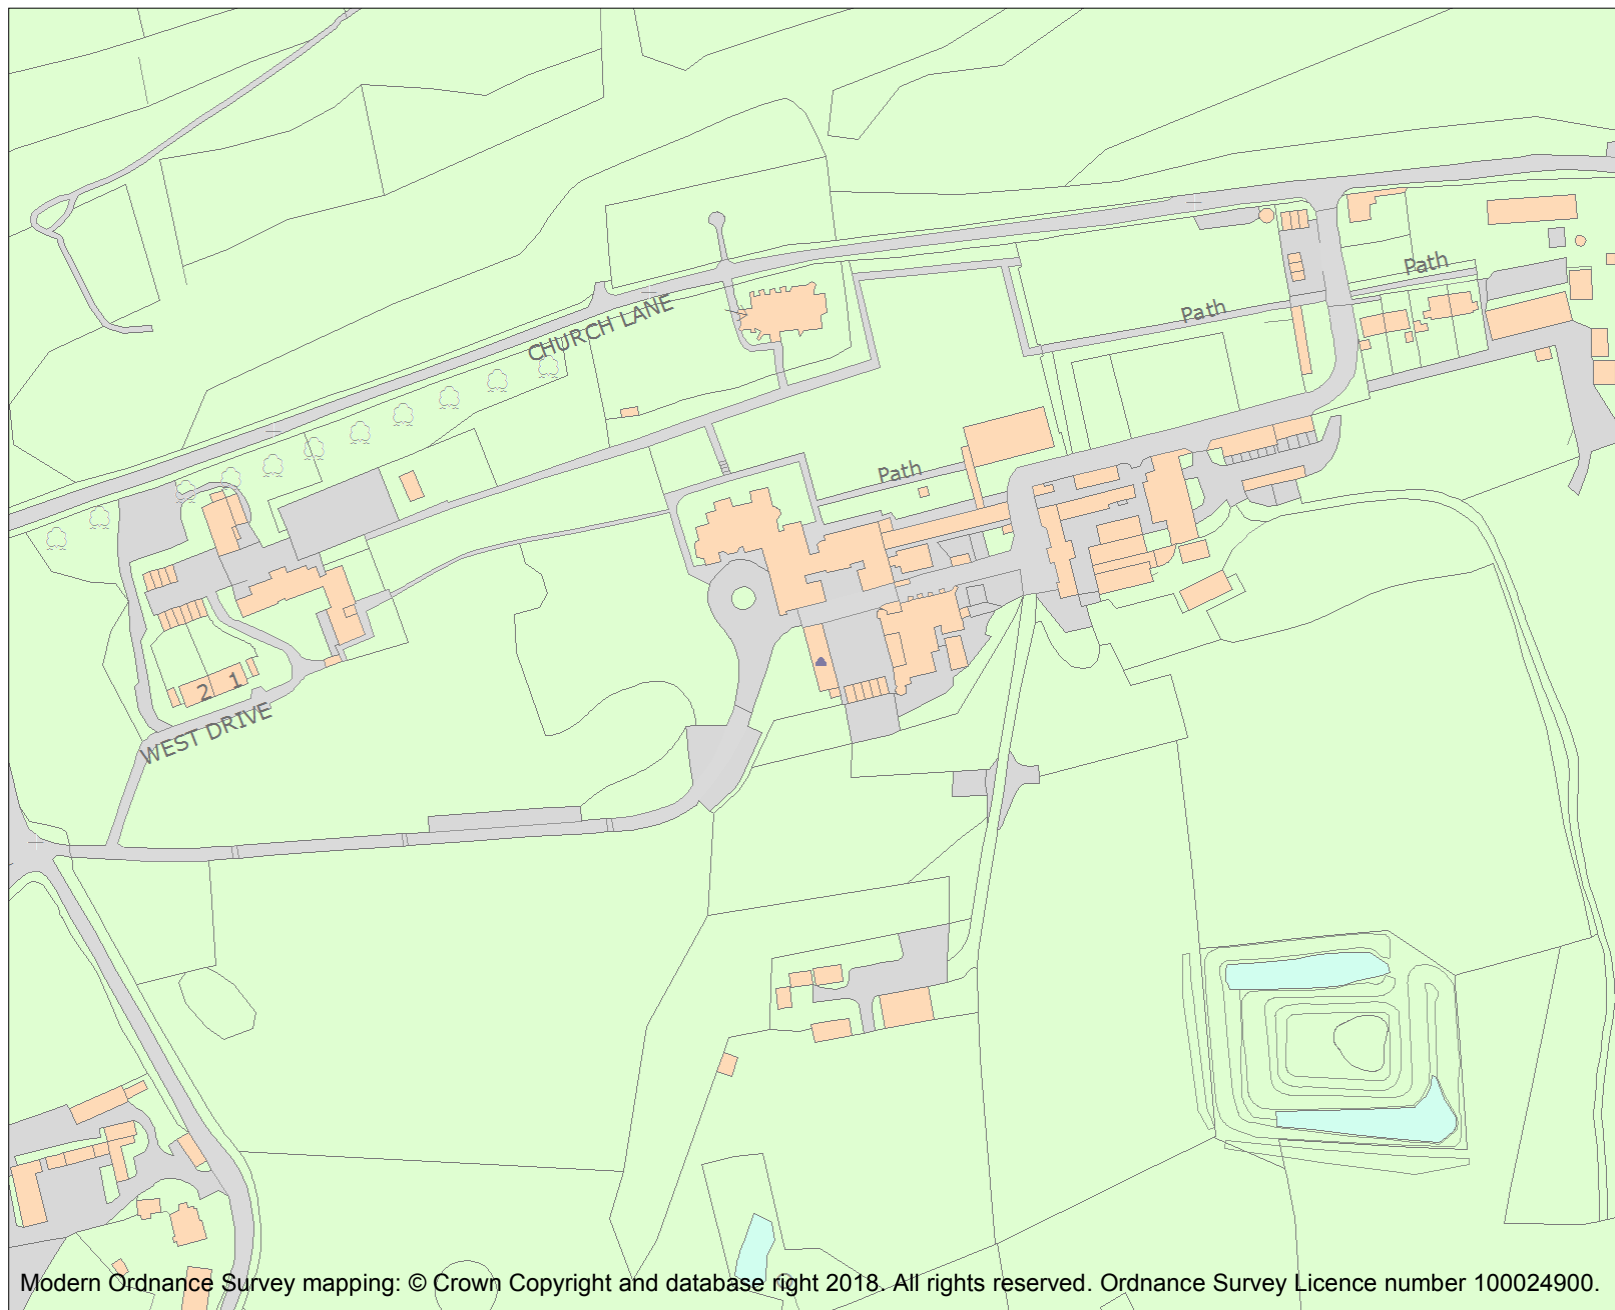 Path
Path
CHURCH LANE
Path
2 1
WEST DRIVE
Modern Ordnance Survey mapping: © Crown Copyright and database right 2018. All rights reserved. Ordnance Survey Licence number 100024900.